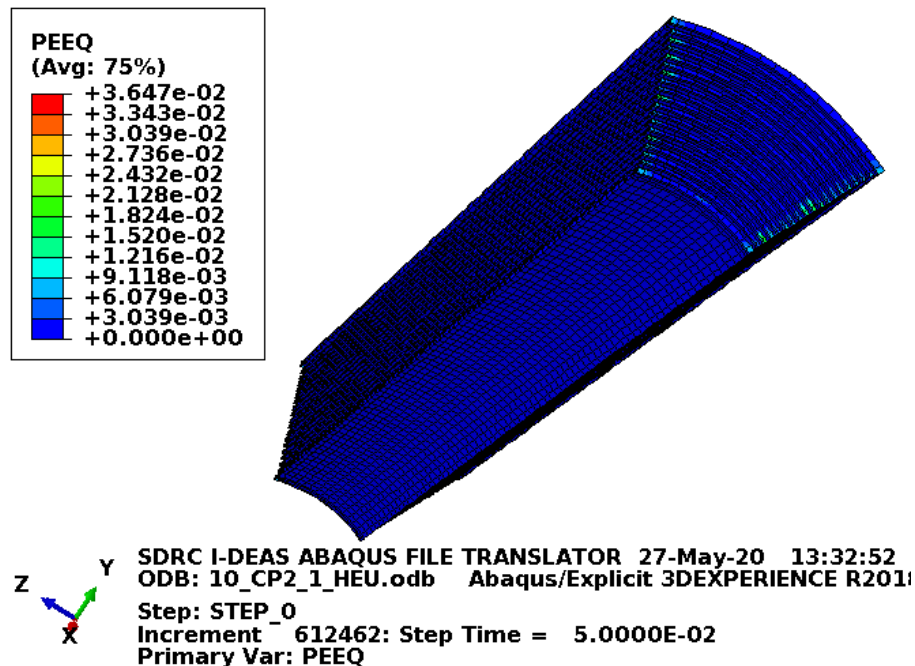 PEEQ
(Avg: 75%)
+3.647e-02
+3.343e-02
+3.039e-02
+2.736e-02
+2.432e-02
+2.128e-02
+1.824e-02
+1.520e-02
+1.216e-02
+9.118e-03
+6.079e-03
+3.039e-03
+0.000e+00
SDRC I-DEAS ABAQUS FILE TRANSLATOR 27-May-20 13:32:52
ODB: 10_CP2_1_HEU.odb Abaqus/Explicit 3DEXPERIENCE R2018
Step: STEP_0
Increment 612462: Step Time = 5.0000E-02
Primary Var: PEEQ
Z
Y
X